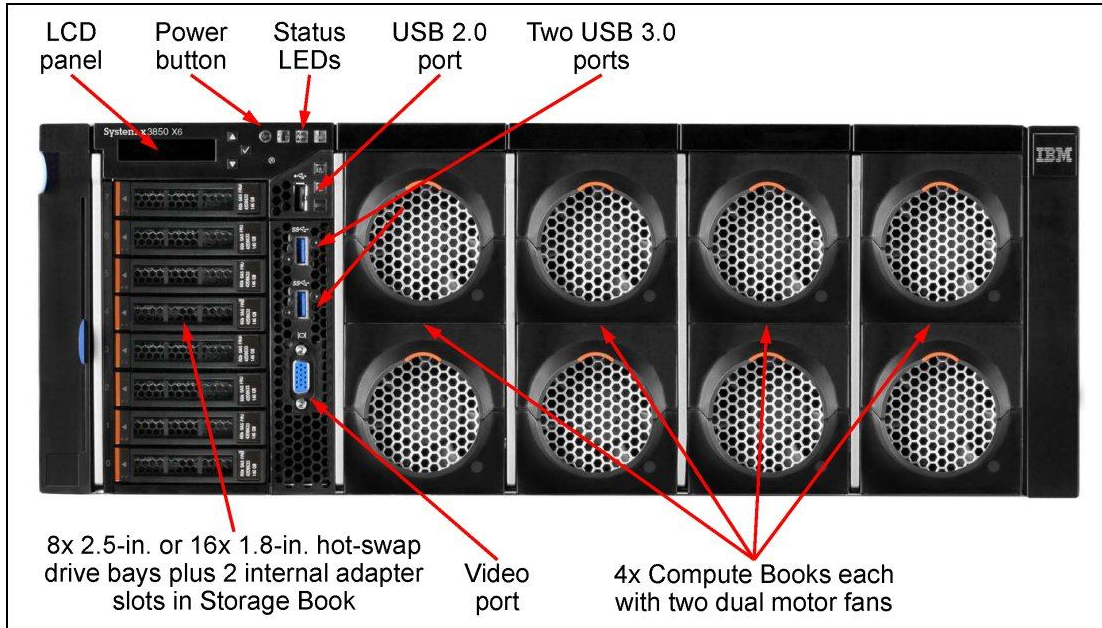 LCD
panel
Power
button
Status
LEDs
USB 2.0
port
Two USB 3.0
ports
System x3850 X6
IBM
8x 2.5-in. or 16x 1.8-in. hot-swap
drive bays plus 2 internal adapter
slots in Storage Book
Video
port
4x Compute Books each
with two dual motor fans